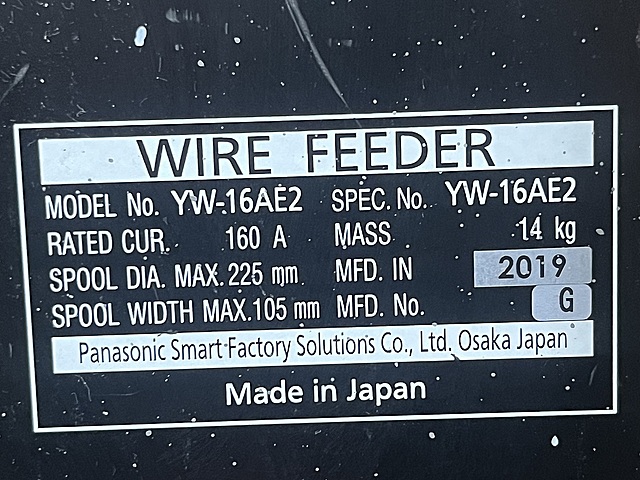 WIRE FEEDER
MODEL No. YW-16AE2 SPEC. No. YW-16AE2
RATED CUR. 160 A MASS 14 kg
SPOOL DIA. MAX. 225 mm MFD. IN 2019
SPOOL WIDTH MAX. 105 mm MFD. No. G
Panasonic Smart Factory Solutions Co., Ltd. Osaka Japan
Made in Japan